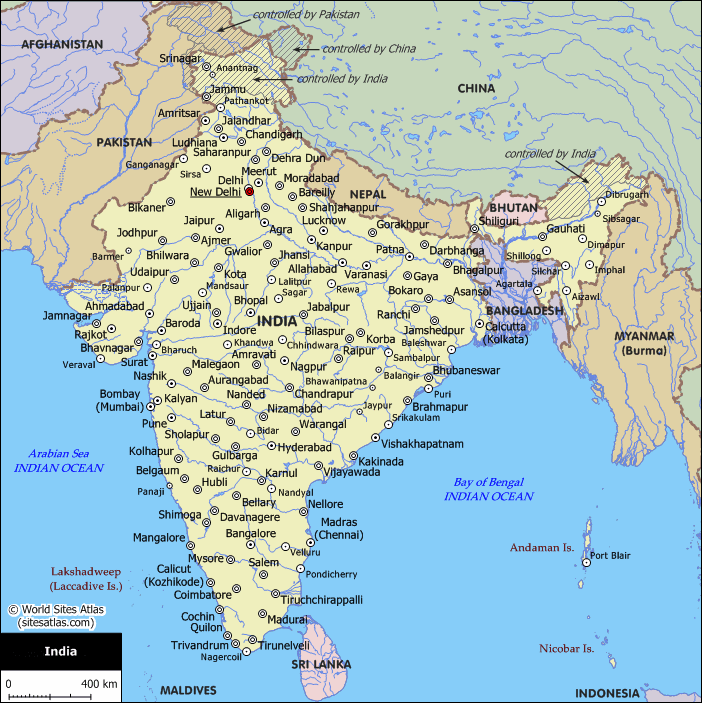 controlled by Pakistan
AFGHANISTAN
controlled by China
Srinagar
Anantnag
controlled by India
CHINA
Jammu
Pathankot
Amritsar
Jalandhar
PAKISTAN
Ludhiana
Chandigarh
Saharanpur
controlled by India
Ganganagar
Dehra Dun
Sirsa
Meerut
Delhi
Moradabad
New Delhi
Bareilly
NEPAL
Dibrugarh
Bikaner
Aligarh
Shanjahanpur
BHUTAN
Sibsagar
Jaipur
Agra
Lucknow
Shiliguri
Gauhati
Jodhpur
Ajmer
Gorakhpur
Dimapur
Barmer
Bhilwara
Gwalior
Jhansi
Kanpur
Patna
Darbhanga
Shillong
Udaipur
Kota
Allahabad
Varanasi
Bhagalpur
Silchar
Imphal
Palanpur
Mandsaur
Lalitpur
Rewa
Gaya
Agartala
Ahmadabad
Ujjain
Bhopal
Sagar
Bokaro
Asansol
Aizawl
Jamnagar
INDIA
Jabalpur
Ranchi
BANGLADESH
Rajkot
Baroda
Indore
Bilaspur
Korba
Jamshedpur
Calcutta
(Kolkata)
MYANMAR
(Burma)
Bhavnagar
Bharuch
Khandwa
Chhindwara
Baleshwar
Veraval
Surat
Amravati
Raipur
Sambalpur
Malegaon
Nagpur
Bhubaneswar
Nashik
Aurangabad
Bhawanipatna
Balangir
Bombay
(Mumbai)
Kalyan
Nanded
Chandrapur
Puri
Latur
Nizamabad
Jaypur
Brahmapur
Pune
Bidar
Warangal
Srikakulam
Sholapur
Hyderabad
Vishakhapatnam
Arabian Sea
INDIAN OCEAN
Kolhapur
Gulbarga
Kakinada
Belgaum
Raichur
Karnul
Vijayawada
Bay of Bengal
INDIAN OCEAN
Panaji
Hubli
Nandyal
Bellary
Nellore
Shimoga
Davanagere
Madras
(Chennai)
Mangalore
Bangalore
Velluru
Andaman Is.
Port Blair
Mysore
Salem
Lakshadweep
(Laccadive Is.)
Calicut
(Kozhikode)
Pondicherry
Coimbatore
Tiruchchirappalli
© World Sites Atlas
(sitesatlas.com)
Cochin
Madurai
Quilon
Trivandrum
Tirunelveli
Nicobar Is.
India
Nagercoil
SRI LANKA
0
400 km
MALDIVES
INDONESIA